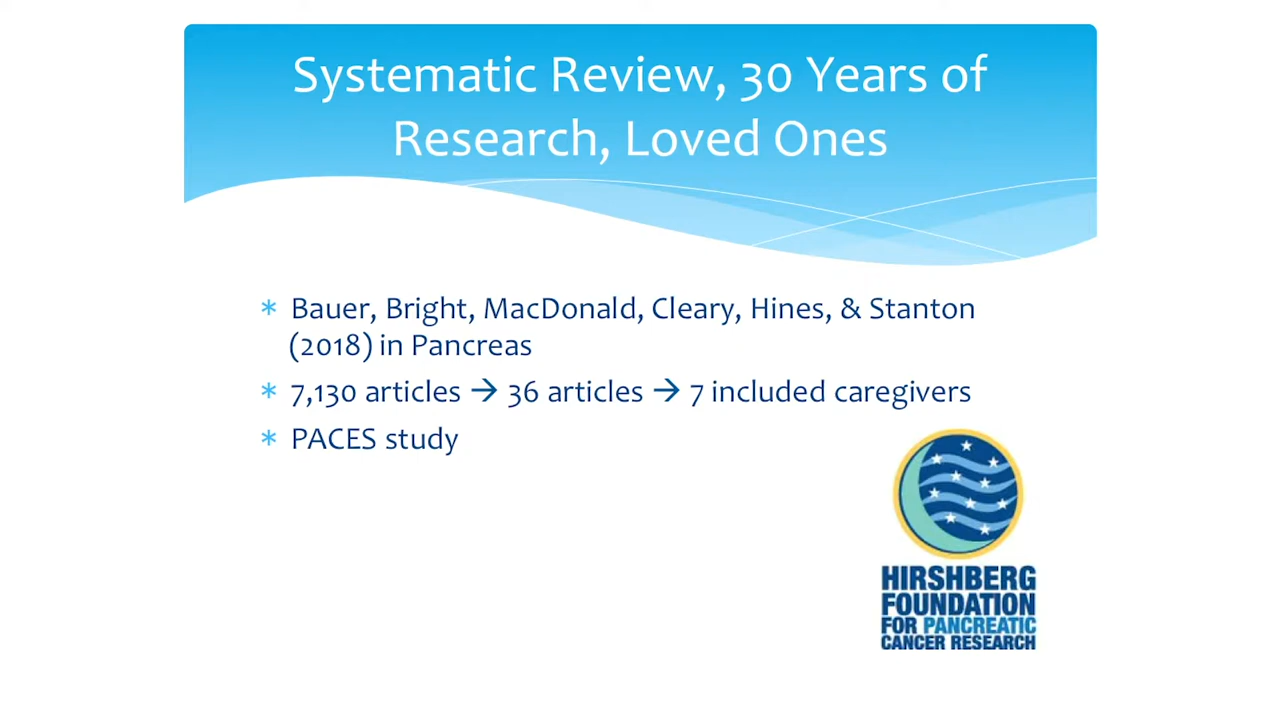 Systematic Review, 30 Years of
Research, Loved Ones
* Bauer, Bright, MacDonald, Cleary, Hines, & Stanton
(2018) in Pancreas
* 7,130 articles → 36 articles → 7 included caregivers
* PACES study
HIRSHBERG
FOUNDATION
FOR PANCREATIC
CANCER RESEARCH